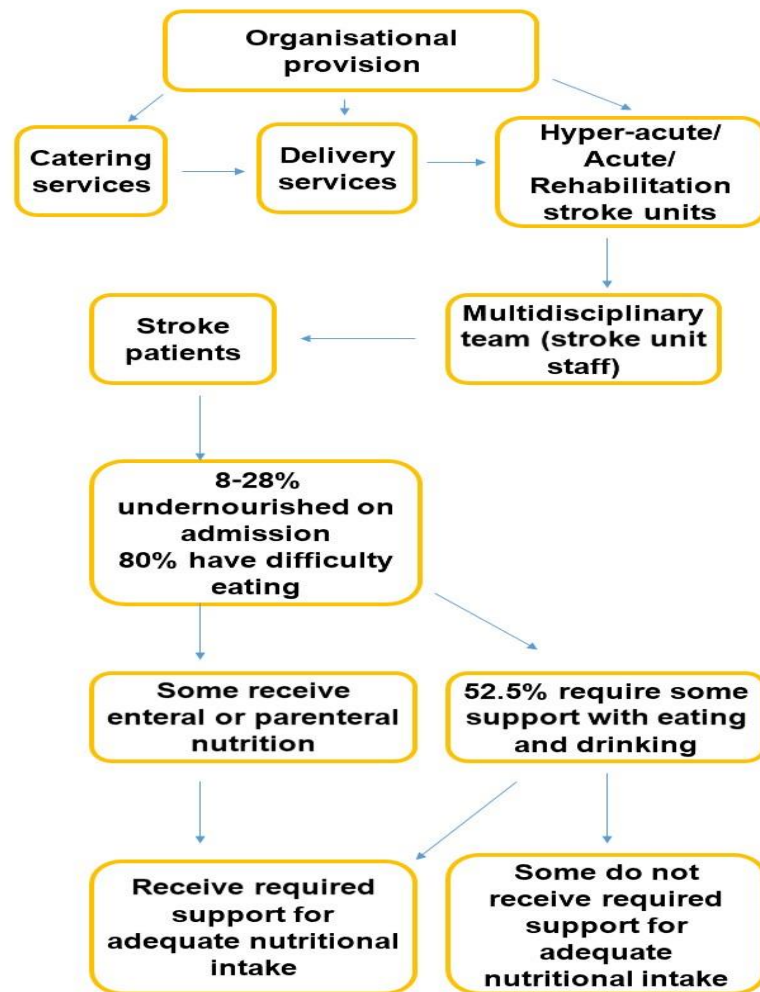 Organisational
provision
Catering
services
Delivery
services
Hyper-acute/
Acute/
Rehabilitation
stroke units
Stroke
patients
Multidisciplinary
team (stroke unit
staff)
8-28%
undernourished on
admission
80% have difficulty
eating
Some receive
enteral or parenteral
nutrition
52.5% require some
support with eating
and drinking
Receive required
support for
adequate nutritional
intake
Some do not
receive required
support for
adequate
nutritional intake